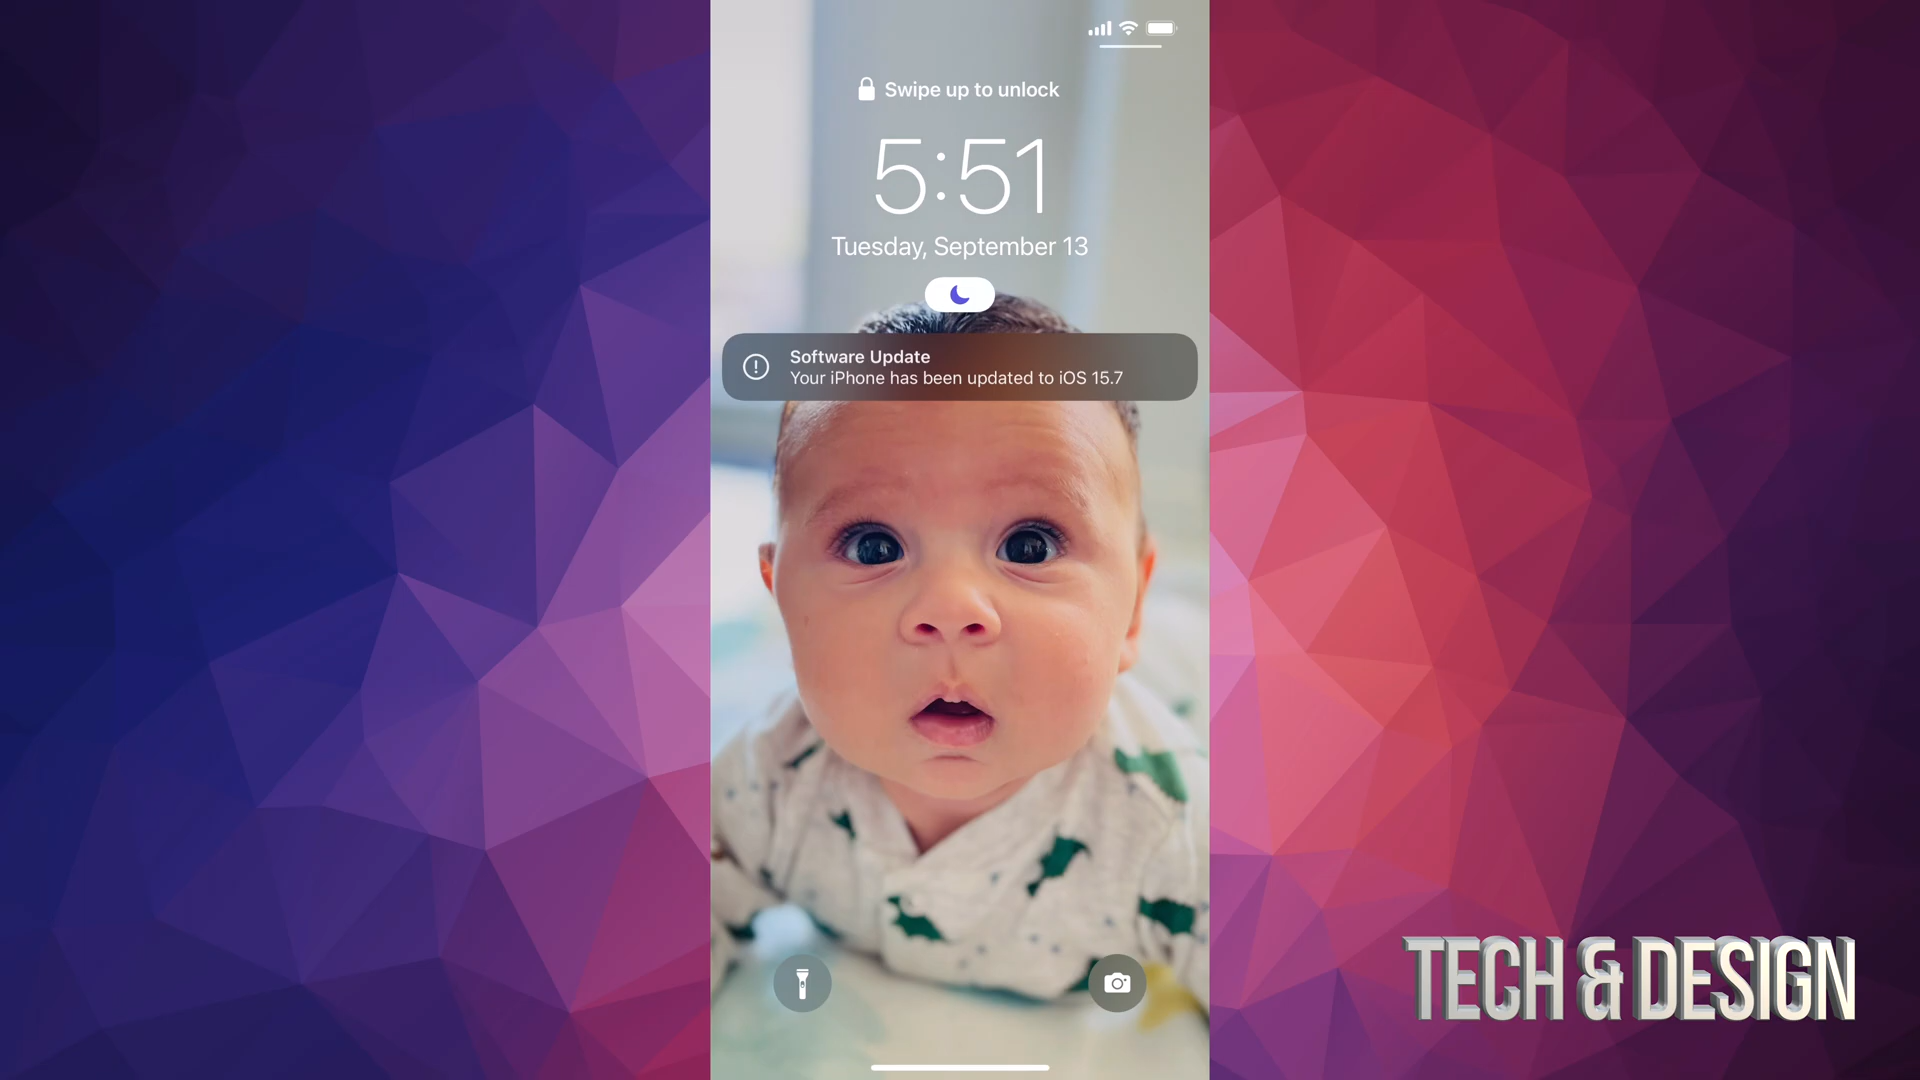 Swipe up to unlock
5:51
Tuesday, September 13
Software Update
Your iPhone has been updated to iOS 15.7
TECH & DESIGN